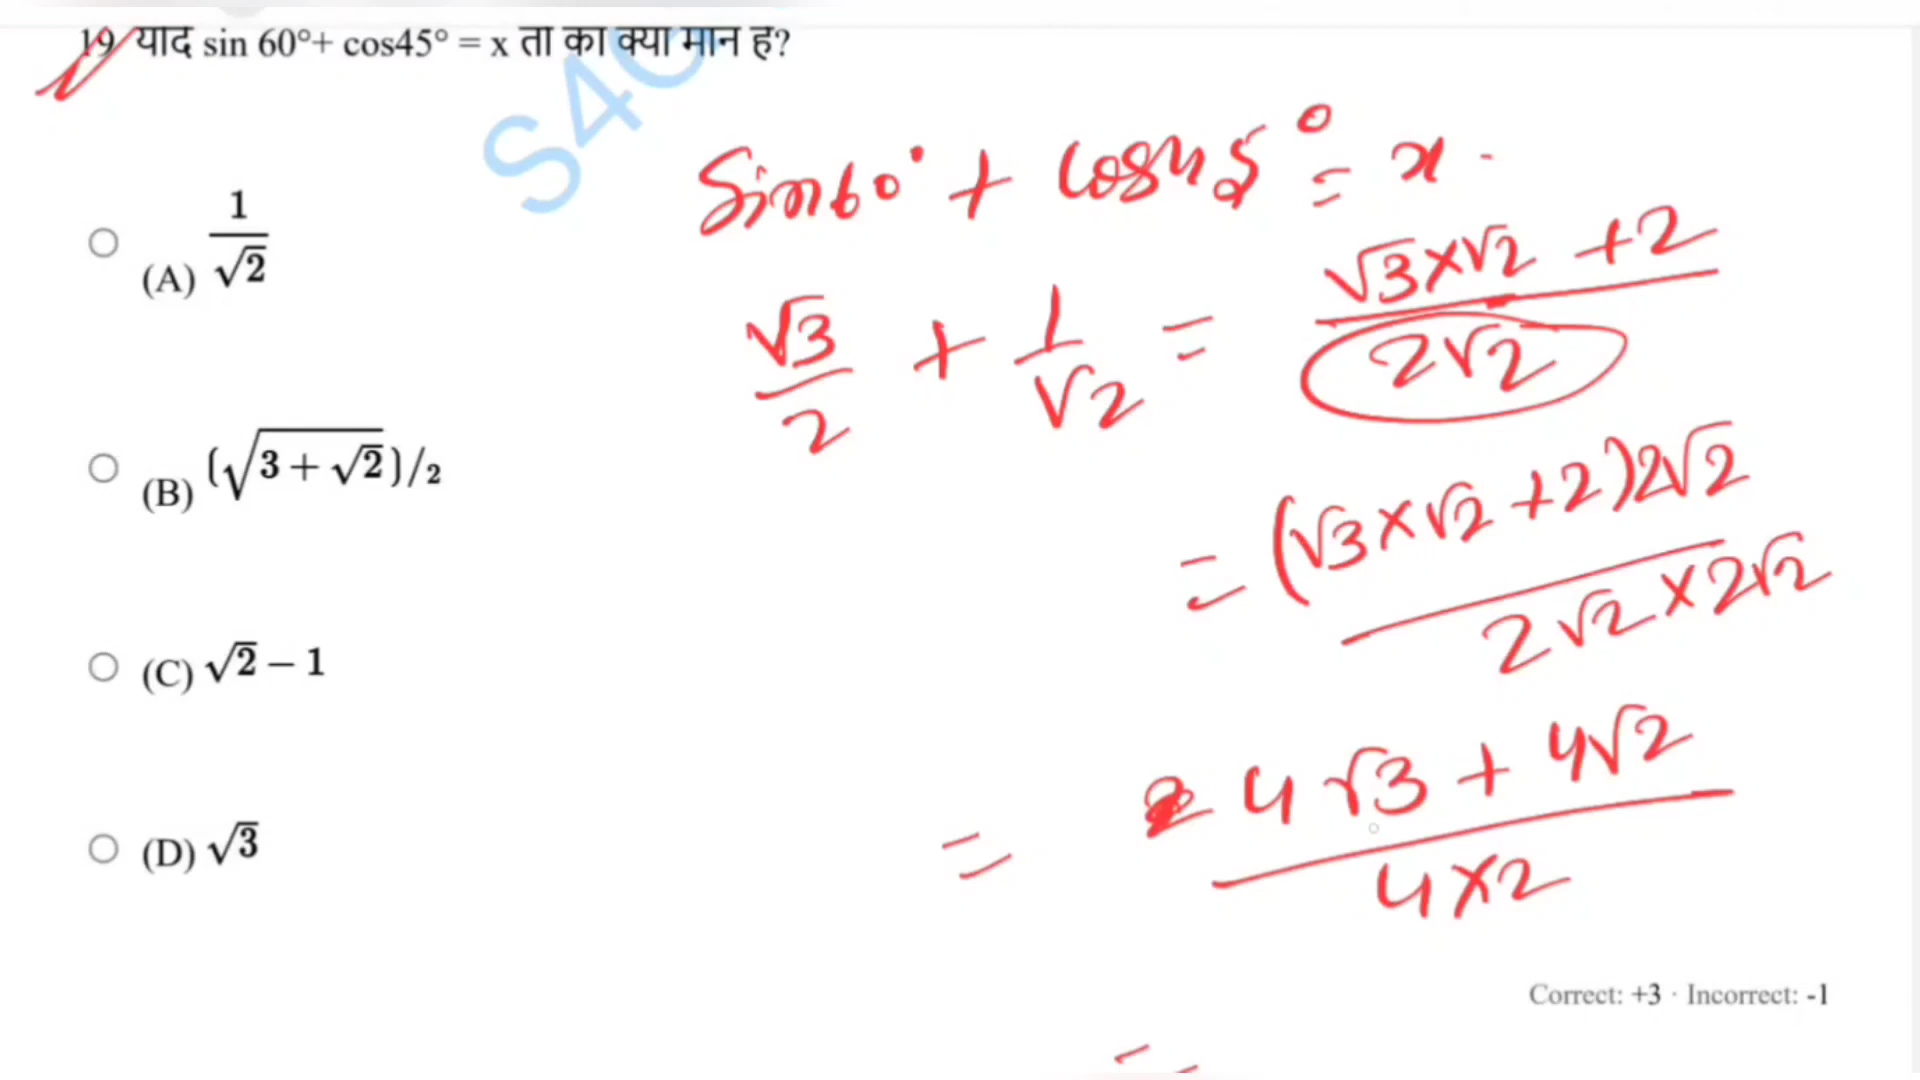 19 याद sin 60°+ cos45° = x ता का क्या मान ह?
S4G
(A) 1/√2
(B) (√(3 + √2))/2
(C) √2 – 1
(D) √3
Sin60° + cos45° = x
√3/2 + 1/√2 = (√3×√2 + 2)/(2√2)
= ((√3×√2 + 2)2√2)/(2√2×2√2)
= (4√3 + 4√2)/(4×2)
=
Correct: +3 · Incorrect: -1